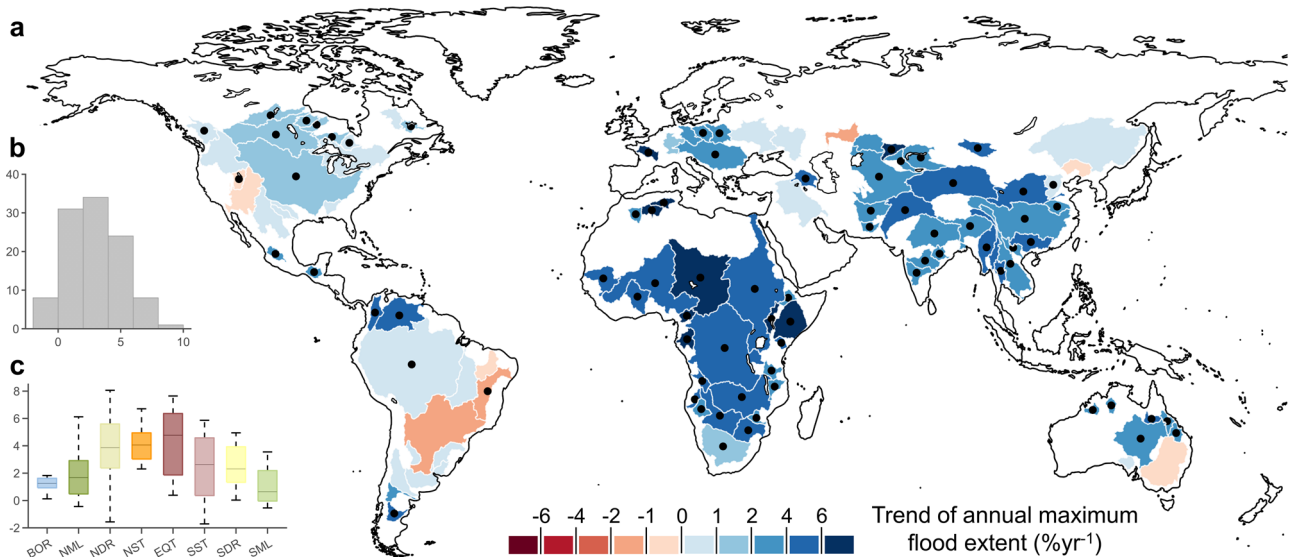 a
b
40
30
20
10
0
0
5
10
c
8
6
4
2
0
-2
BOR
NML
NDR
NST
EQT
SST
SDR
SML
-6 -4 -2 -1 0 1 2 4 6
Trend of annual maximum
flood extent (%yr⁻¹)